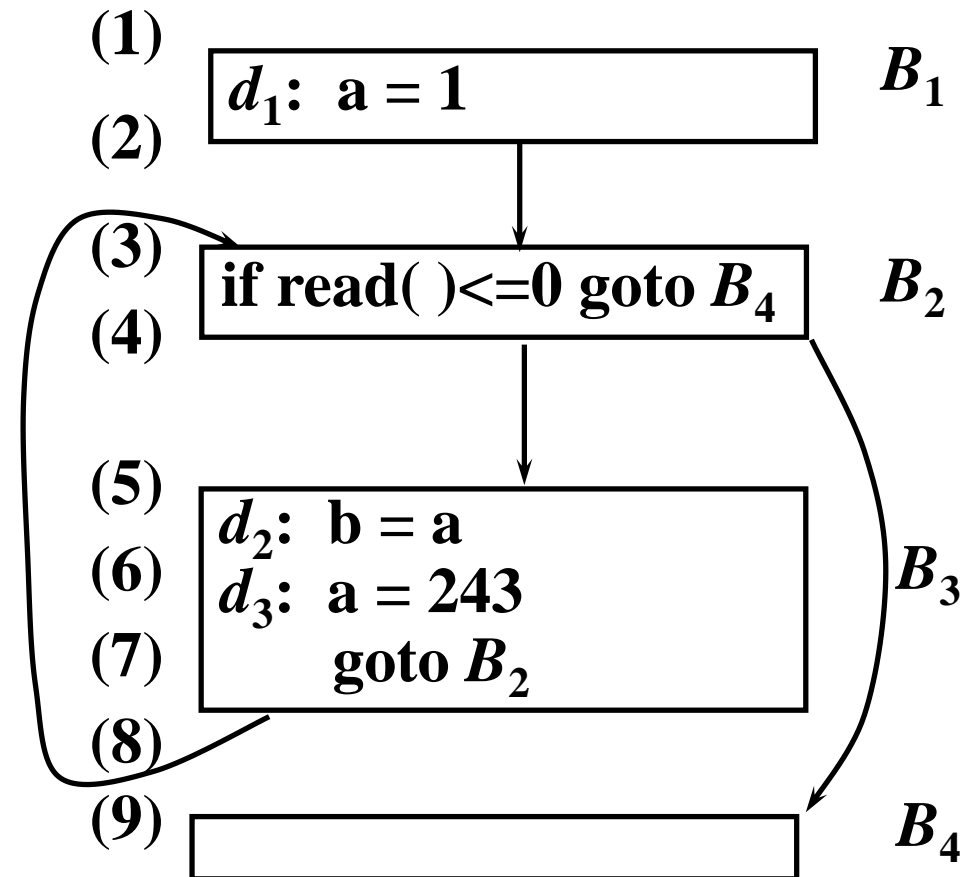 (1)
d₁: a = 1 B₁
(2)
(3)
if read( )<=0 goto B₄ B₂
(4)
(5)
d₂: b = a
(6) B₃
d₃: a = 243
(7)
goto B₂
(8)
(9) B₄